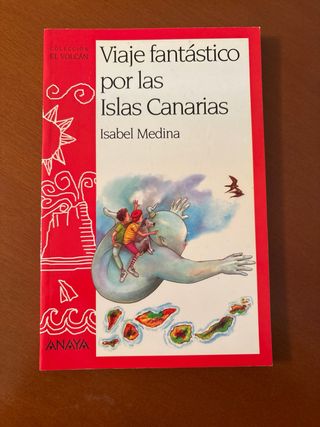 COLECCIÓN
EL VOLCÁN
Viaje fantástico
por las
Islas Canarias
Isabel Medina
ANAYA